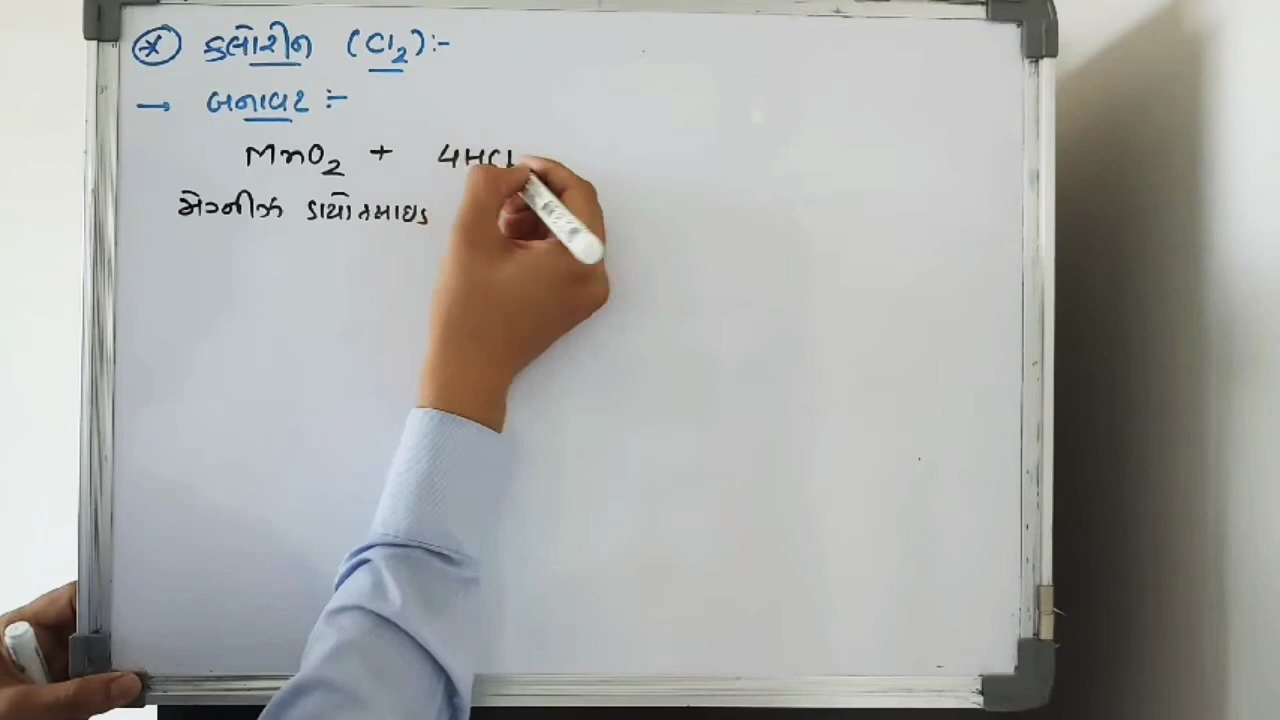 * ક્લોરીન (Cl₂):-
→ બનાવટ :-
MnO₂ + 4HCl
મેંગેનીઝ ડાયોક્સાઇડ